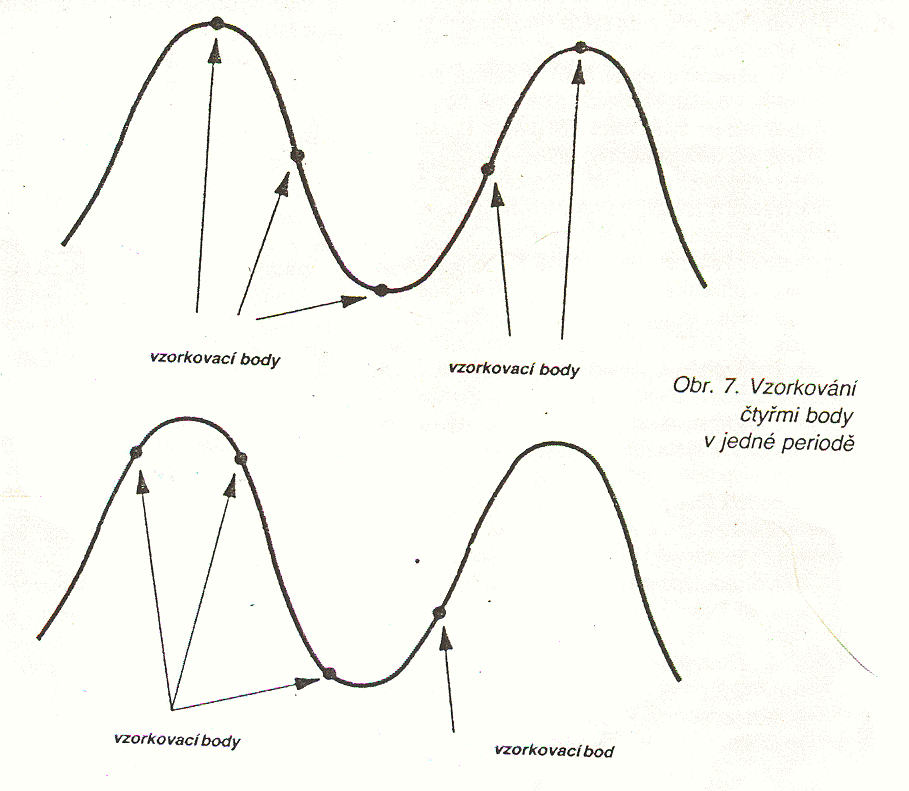 vzorkovací body
vzorkovací body
Obr. 7. Vzorkování
čtyřmi body
v jedné periodě
vzorkovací body
vzorkovací bod